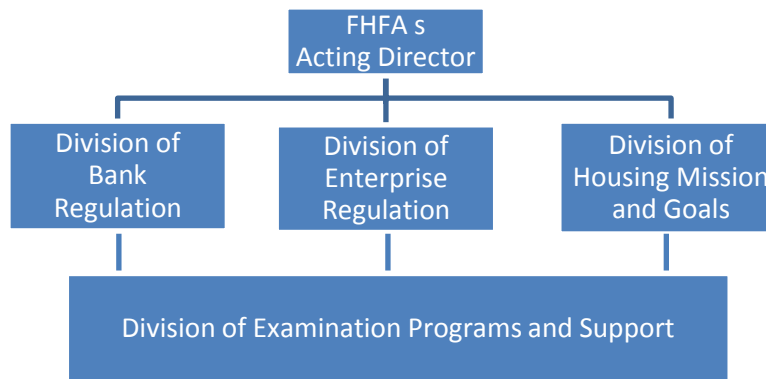 FHFA s
Acting Director
Division of
Bank
Regulation
Division of
Enterprise
Regulation
Division of
Housing Mission
and Goals
Division of Examination Programs and Support